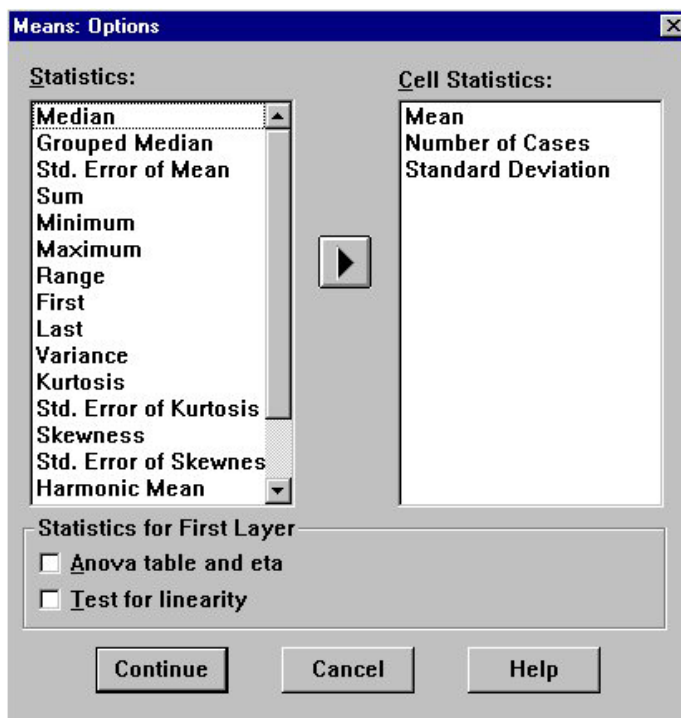 Means: Options
Statistics:
Median
Grouped Median
Std. Error of Mean
Sum
Minimum
Maximum
Range
First
Last
Variance
Kurtosis
Std. Error of Kurtosis
Skewness
Std. Error of Skewnes
Harmonic Mean
Cell Statistics:
Mean
Number of Cases
Standard Deviation
Statistics for First Layer
Anova table and eta
Test for linearity
Continue Cancel Help